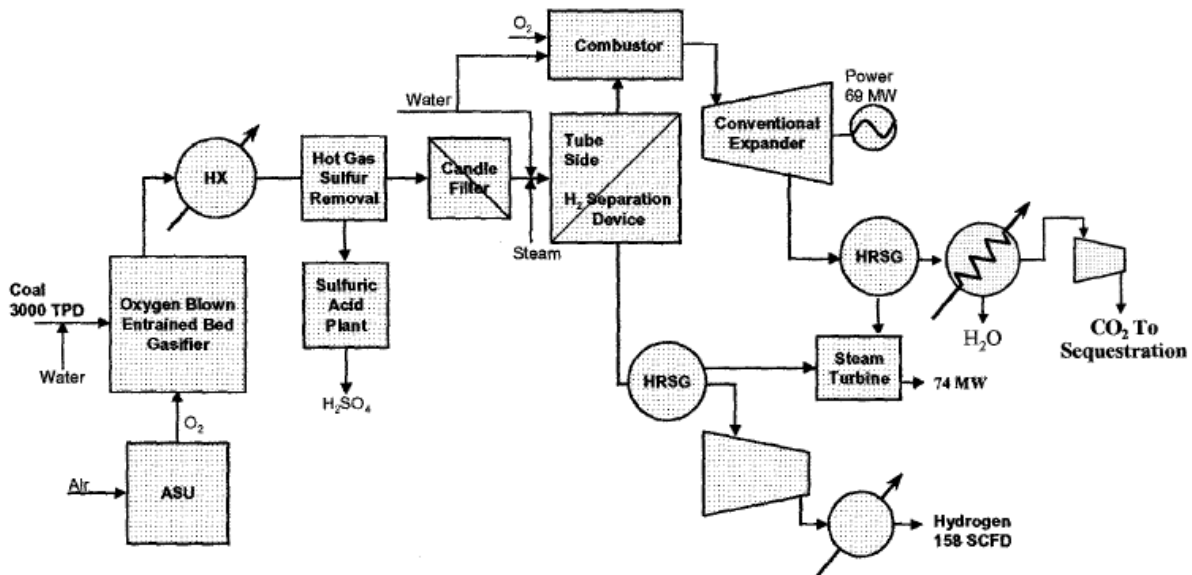 O₂
Combustor
Power
69 MW
Water
Conventional
Expander
Tube
Side
H₂ Separation
Device
HX
Hot Gas
Sulfur
Removal
Candle
Filter
Steam
HRSG
Coal
3000 TPD
Oxygen Blown
Entrained Bed
Gasifier
Sulfuric
Acid
Plant
H₂O
CO₂ To
Sequestration
Water
Steam
Turbine
HRSG
74 MW
H₂SO₄
O₂
Air
ASU
Hydrogen
158 SCFD